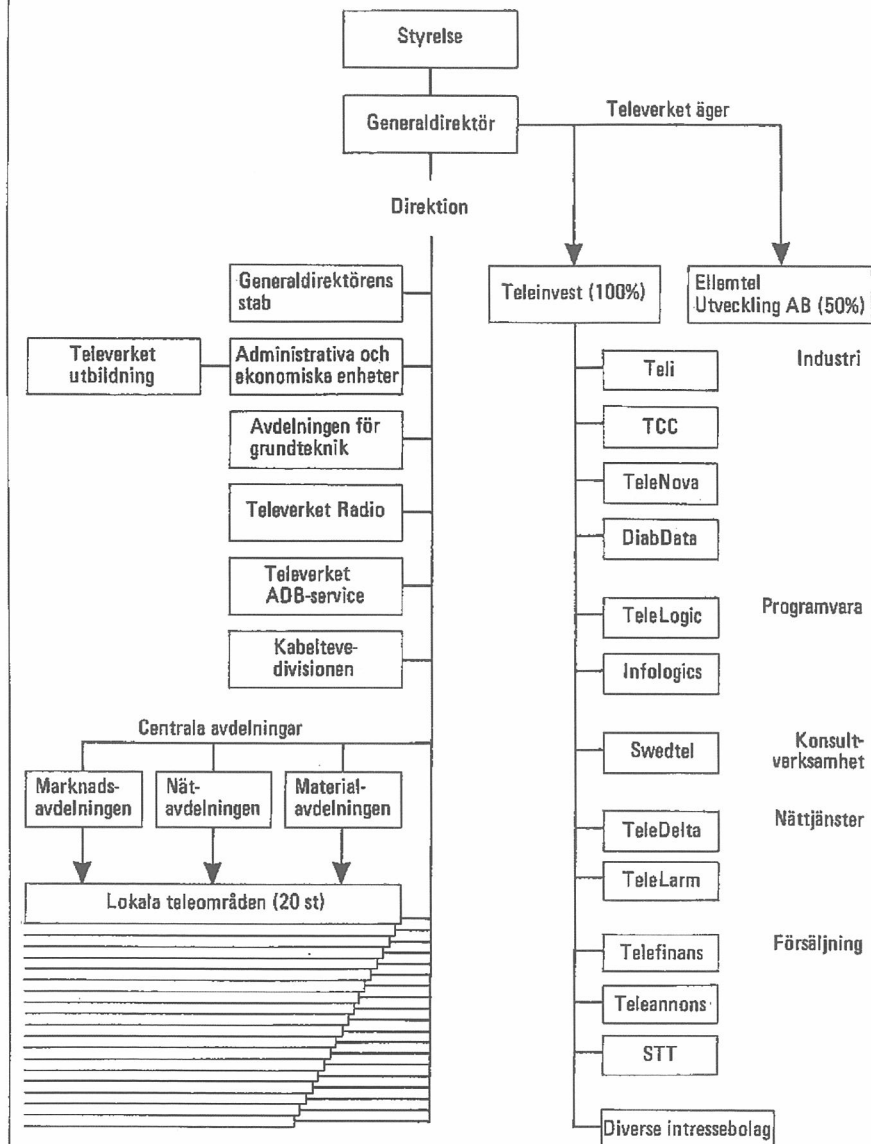 Styrelse
Generaldirektör
Televerket äger
Direktion
Generaldirektörens
stab
Televerket
utbildning
Administrativa och
ekonomiska enheter
Avdelningen för
grundteknik
Televerket Radio
Televerket
ADB-service
Kabelteve-
divisionen
Centrala avdelningar
Marknads-
avdelningen
Nät-
avdelningen
Material-
avdelningen
Lokala teleområden (20 st)
Teleinvest (100%)
Ellemtel
Utveckling AB (50%)
Teli
Industri
TCC
TeleNova
DiabData
TeleLogic
Programvara
Infologics
Swedtel
Konsult-
verksamhet
TeleDelta
Nättjänster
TeleLarm
Telefinans
Försäljning
Teleannons
STT
Diverse intressebolag